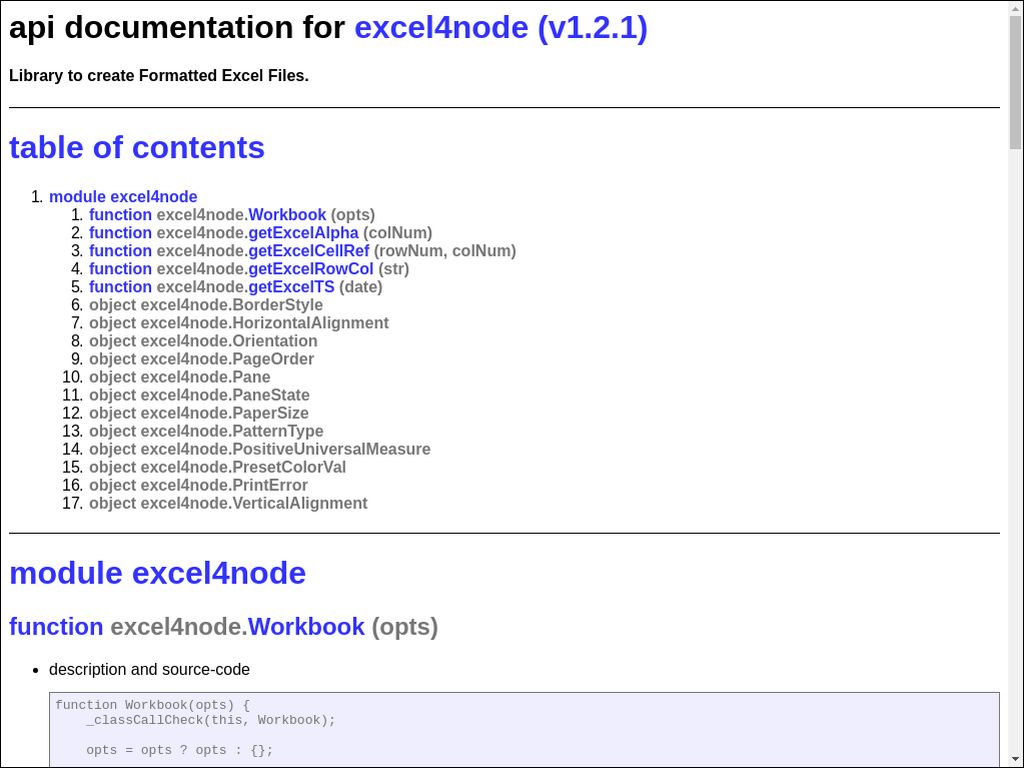 api documentation for excel4node (v1.2.1)
Library to create Formatted Excel Files.
table of contents
1. module excel4node
1. function excel4node.Workbook (opts)
2. function excel4node.getExcelAlpha (colNum)
3. function excel4node.getExcelCellRef (rowNum, colNum)
4. function excel4node.getExcelRowCol (str)
5. function excel4node.getExcelTS (date)
6. object excel4node.BorderStyle
7. object excel4node.HorizontalAlignment
8. object excel4node.Orientation
9. object excel4node.PageOrder
10. object excel4node.Pane
11. object excel4node.PaneState
12. object excel4node.PaperSize
13. object excel4node.PatternType
14. object excel4node.PositiveUniversalMeasure
15. object excel4node.PresetColorVal
16. object excel4node.PrintError
17. object excel4node.VerticalAlignment
module excel4node
function excel4node.Workbook (opts)
• description and source-code
function Workbook(opts) {
    _classCallCheck(this, Workbook);
    opts = opts ? opts : {};